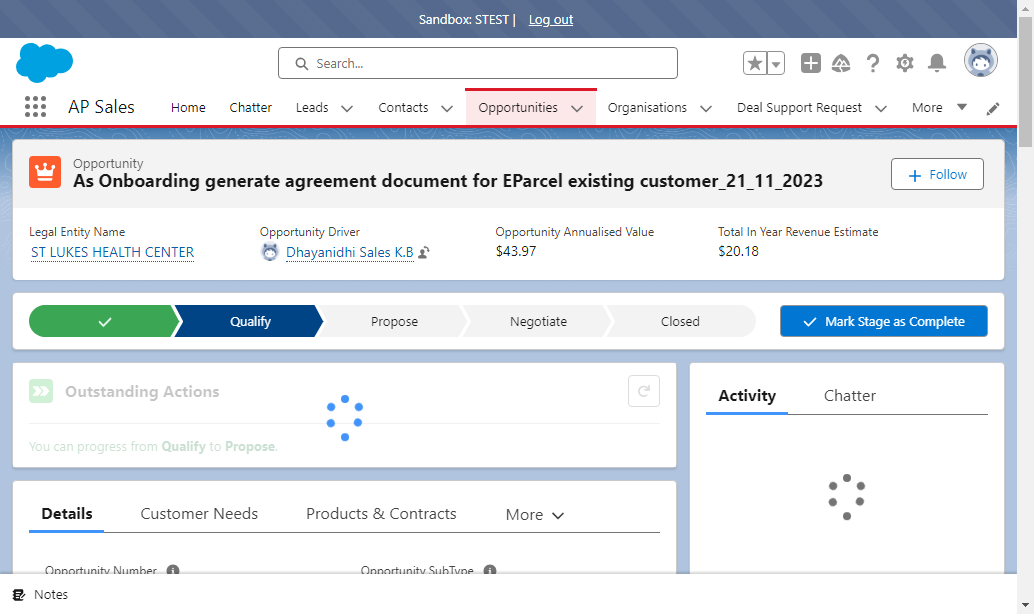 Sandbox: STEST | Log out
Search...
AP Sales Home Chatter Leads Contacts Opportunities Organisations Deal Support Request More
Opportunity
As Onboarding generate agreement document for EParcel existing customer_21_11_2023
Follow
Legal Entity Name Opportunity Driver Opportunity Annualised Value Total In Year Revenue Estimate
ST LUKES HEALTH CENTER Dhayanidhi Sales K.B $43.97 $20.18
Qualify Propose Negotiate Closed Mark Stage as Complete
Outstanding Actions
You can progress from Qualify to Propose.
Activity Chatter
Details Customer Needs Products & Contracts More
Opportunity Number Opportunity SubType
Notes